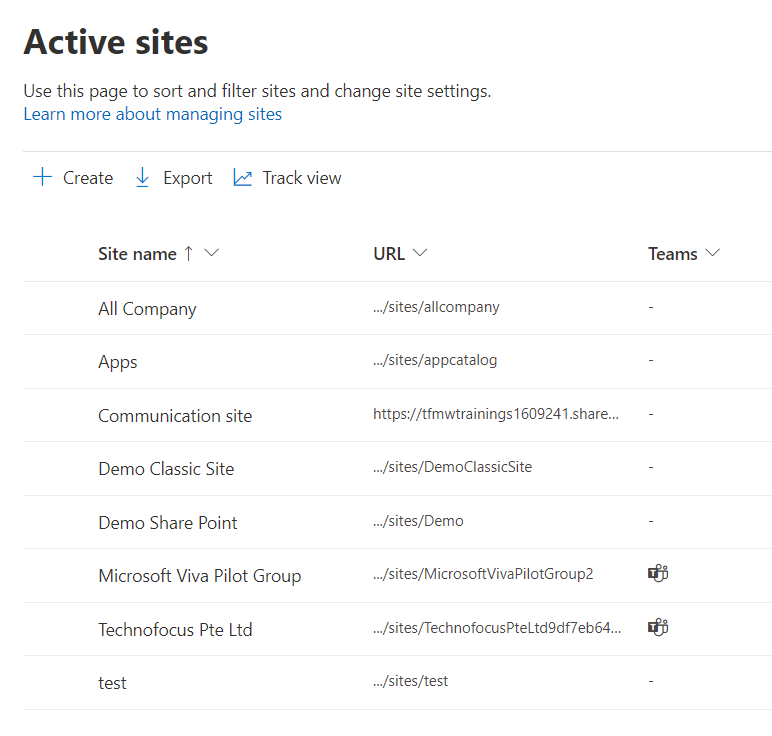 Active sites
Use this page to sort and filter sites and change site settings.
Learn more about managing sites
Create Export Track view
Site name URL Teams
All Company .../sites/allcompany -
Apps .../sites/appcatalog -
Communication site https://tfmwtrainings1609241.share... -
Demo Classic Site .../sites/DemoClassicSite -
Demo Share Point .../sites/Demo -
Microsoft Viva Pilot Group .../sites/MicrosoftVivaPilotGroup2
Technofocus Pte Ltd .../sites/TechnofocusPteLtd9df7eb64...
test .../sites/test -